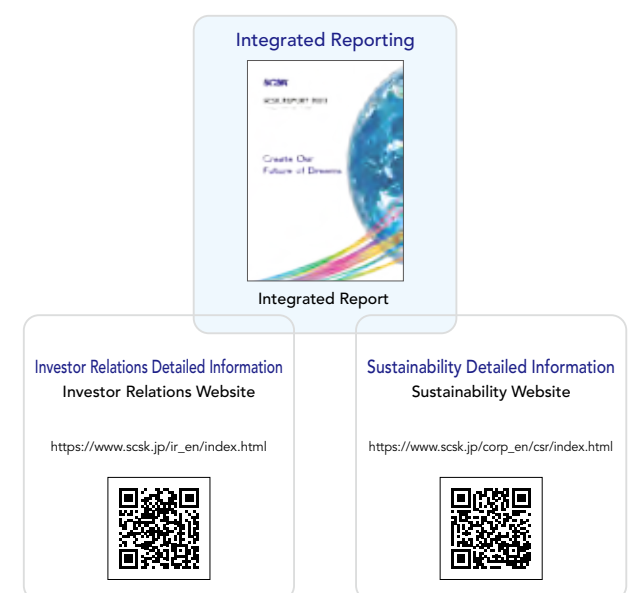 Integrated Reporting
SCSK
SCSK REPORT
Create Our
Future of Dreams
Integrated Report
Investor Relations Detailed Information
Investor Relations Website
https://www.scsk.jp/ir_en/index.html
Sustainability Detailed Information
Sustainability Website
https://www.scsk.jp/corp_en/csr/index.html